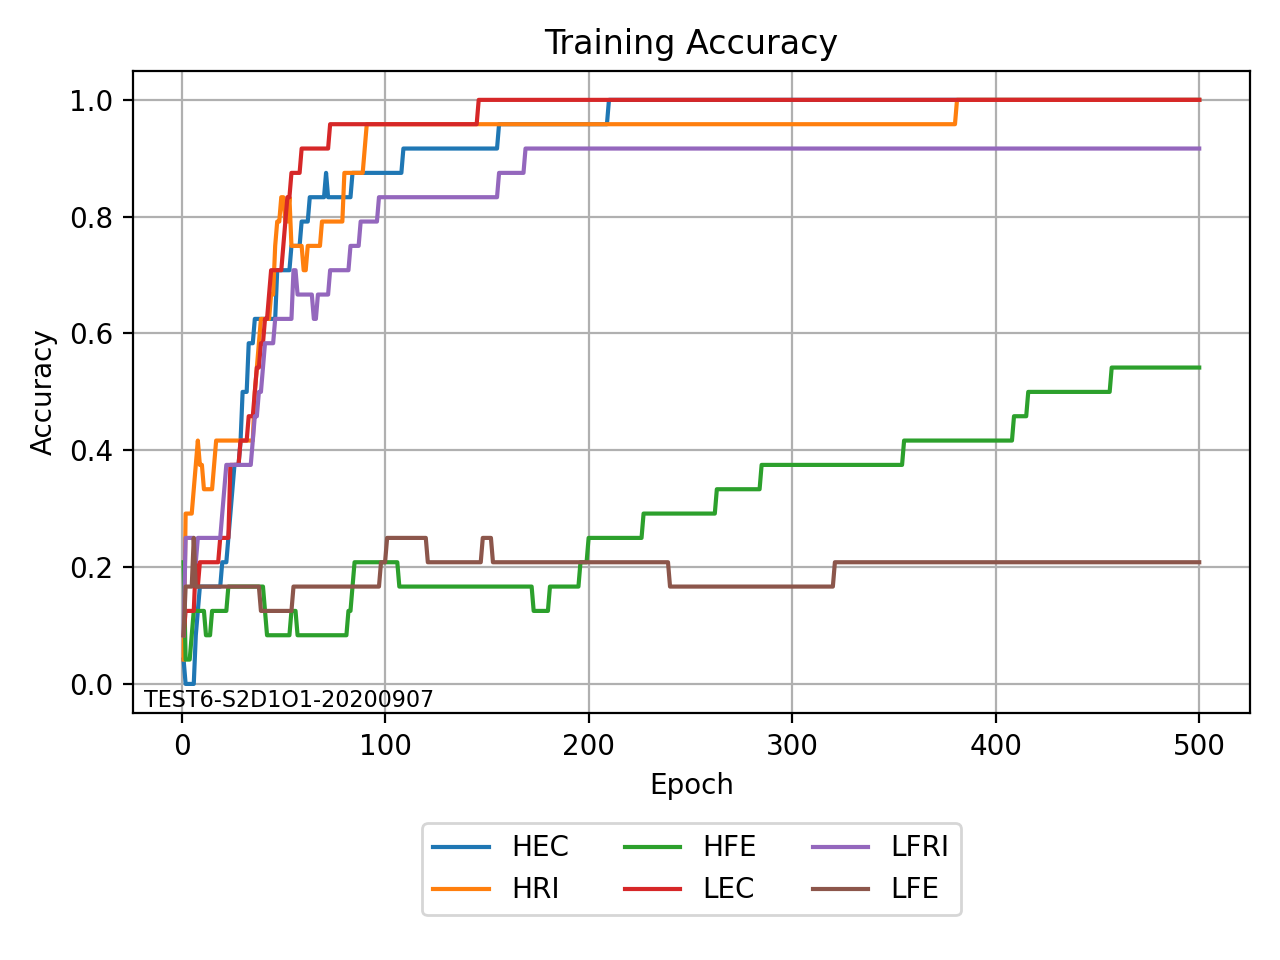 Training Accuracy
1.0
0.8
0.6
0.4
0.2
0.0
Accuracy
TEST6-S2D1O1-20200907
0 100 200 300 400 500
Epoch
HEC HFE LFRI
HRI LEC LFE